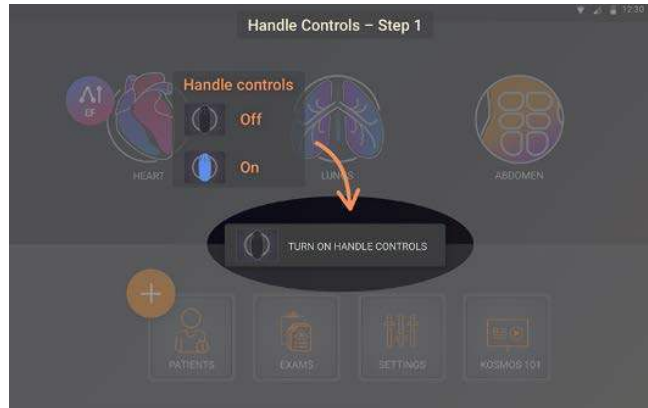 12:30
Handle Controls – Step 1
Handle controls
Off
On
AI
EF
HEART
LUNGS
ABDOMEN
TURN ON HANDLE CONTROLS
PATIENTS
EXAMS
SETTINGS
KOSMOS 101